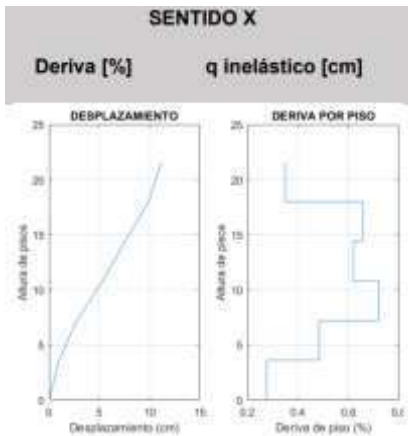 SENTIDO X
Deriva [%] q inelástico [cm]
DESPLAZAMIENTO DERIVA POR PISO
25 25
20 20
15 15
10 10
5 5
0 0
0 5 10 15 0.2 0.4 0.6 0.8
Altura de pisos Altura de pisos
Desplazamiento (cm) Deriva de piso (%)